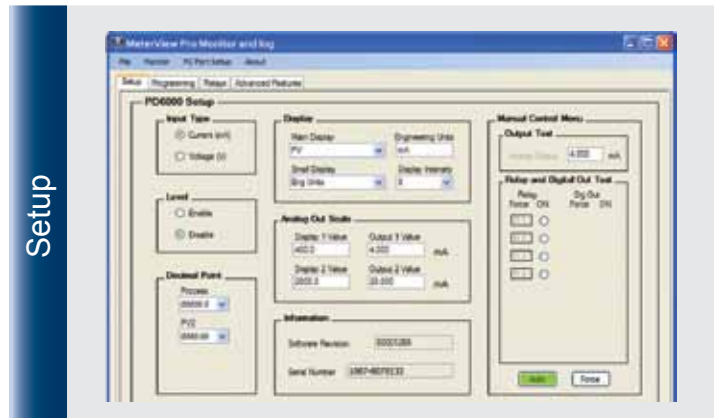 Setup
MeterView Pro Monitor and log
File Monitor PC Port Setup About
Setup Programming Relays Advanced Features
PD6000 Setup
Input Type
Current (mA)
Voltage (V)
Level
Enable
Disable
Decimal Point
Process
PV2
Display
Main Display Engineering Units
PV mA
Small Display Display Intensity
Eng Units 8
Analog Out Scale
Display 1 Value Output 1 Value
400.0 4.000 mA
Display 2 Value Output 2 Value
2000.0 20.000 mA
Information
Software Revision
Serial Number
Manual Control Menu
Output Test
4.000 mA
Relay and Digital Out Test
Relay Dig Out
Force ON Force ON
Auto Force